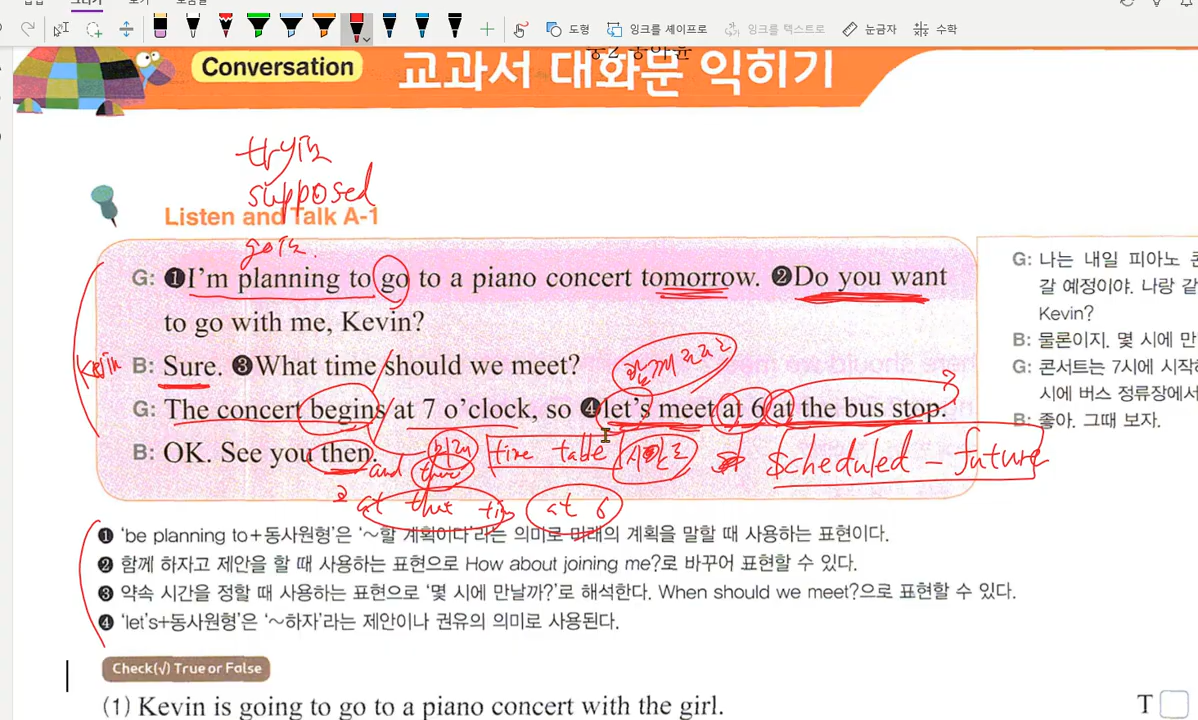 도형 잉크를 셰이프로 잉크를 텍스트로 눈금자 수학
Conversation 교과서 대화문 익히기
supposed
Listen and Talk A-1
G: ❶I'm planning to go to a piano concert tomorrow. ❷Do you want
to go with me, Kevin?
B: Sure. ❸What time should we meet?
G: The concert begins at 7 o'clock, so ❹let's meet at 6 at the bus stop.
B: OK. See you then.
Kevin
and there
time table
scheduled - future
at that time
at 6
G: 나는 내일 피아노 콘
갈 예정이야. 나랑 같
Kevin?
B: 물론이지. 몇 시에 만
G: 콘서트는 7시에 시작하
시에 버스 정류장에서
B: 좋아. 그때 보자.
❶ 'be planning to+동사원형'은 '~할 계획이다'라는 의미로 미래의 계획을 말할 때 사용하는 표현이다.
❷ 함께 하자고 제안을 할 때 사용하는 표현으로 How about joining me?로 바꾸어 표현할 수 있다.
❸ 약속 시간을 정할 때 사용하는 표현으로 '몇 시에 만날까?'로 해석한다. When should we meet?으로 표현할 수 있다.
❹ 'let's+동사원형'은 '~하자'라는 제안이나 권유의 의미로 사용된다.
Check(√) True or False
(1) Kevin is going to go to a piano concert with the girl.
T